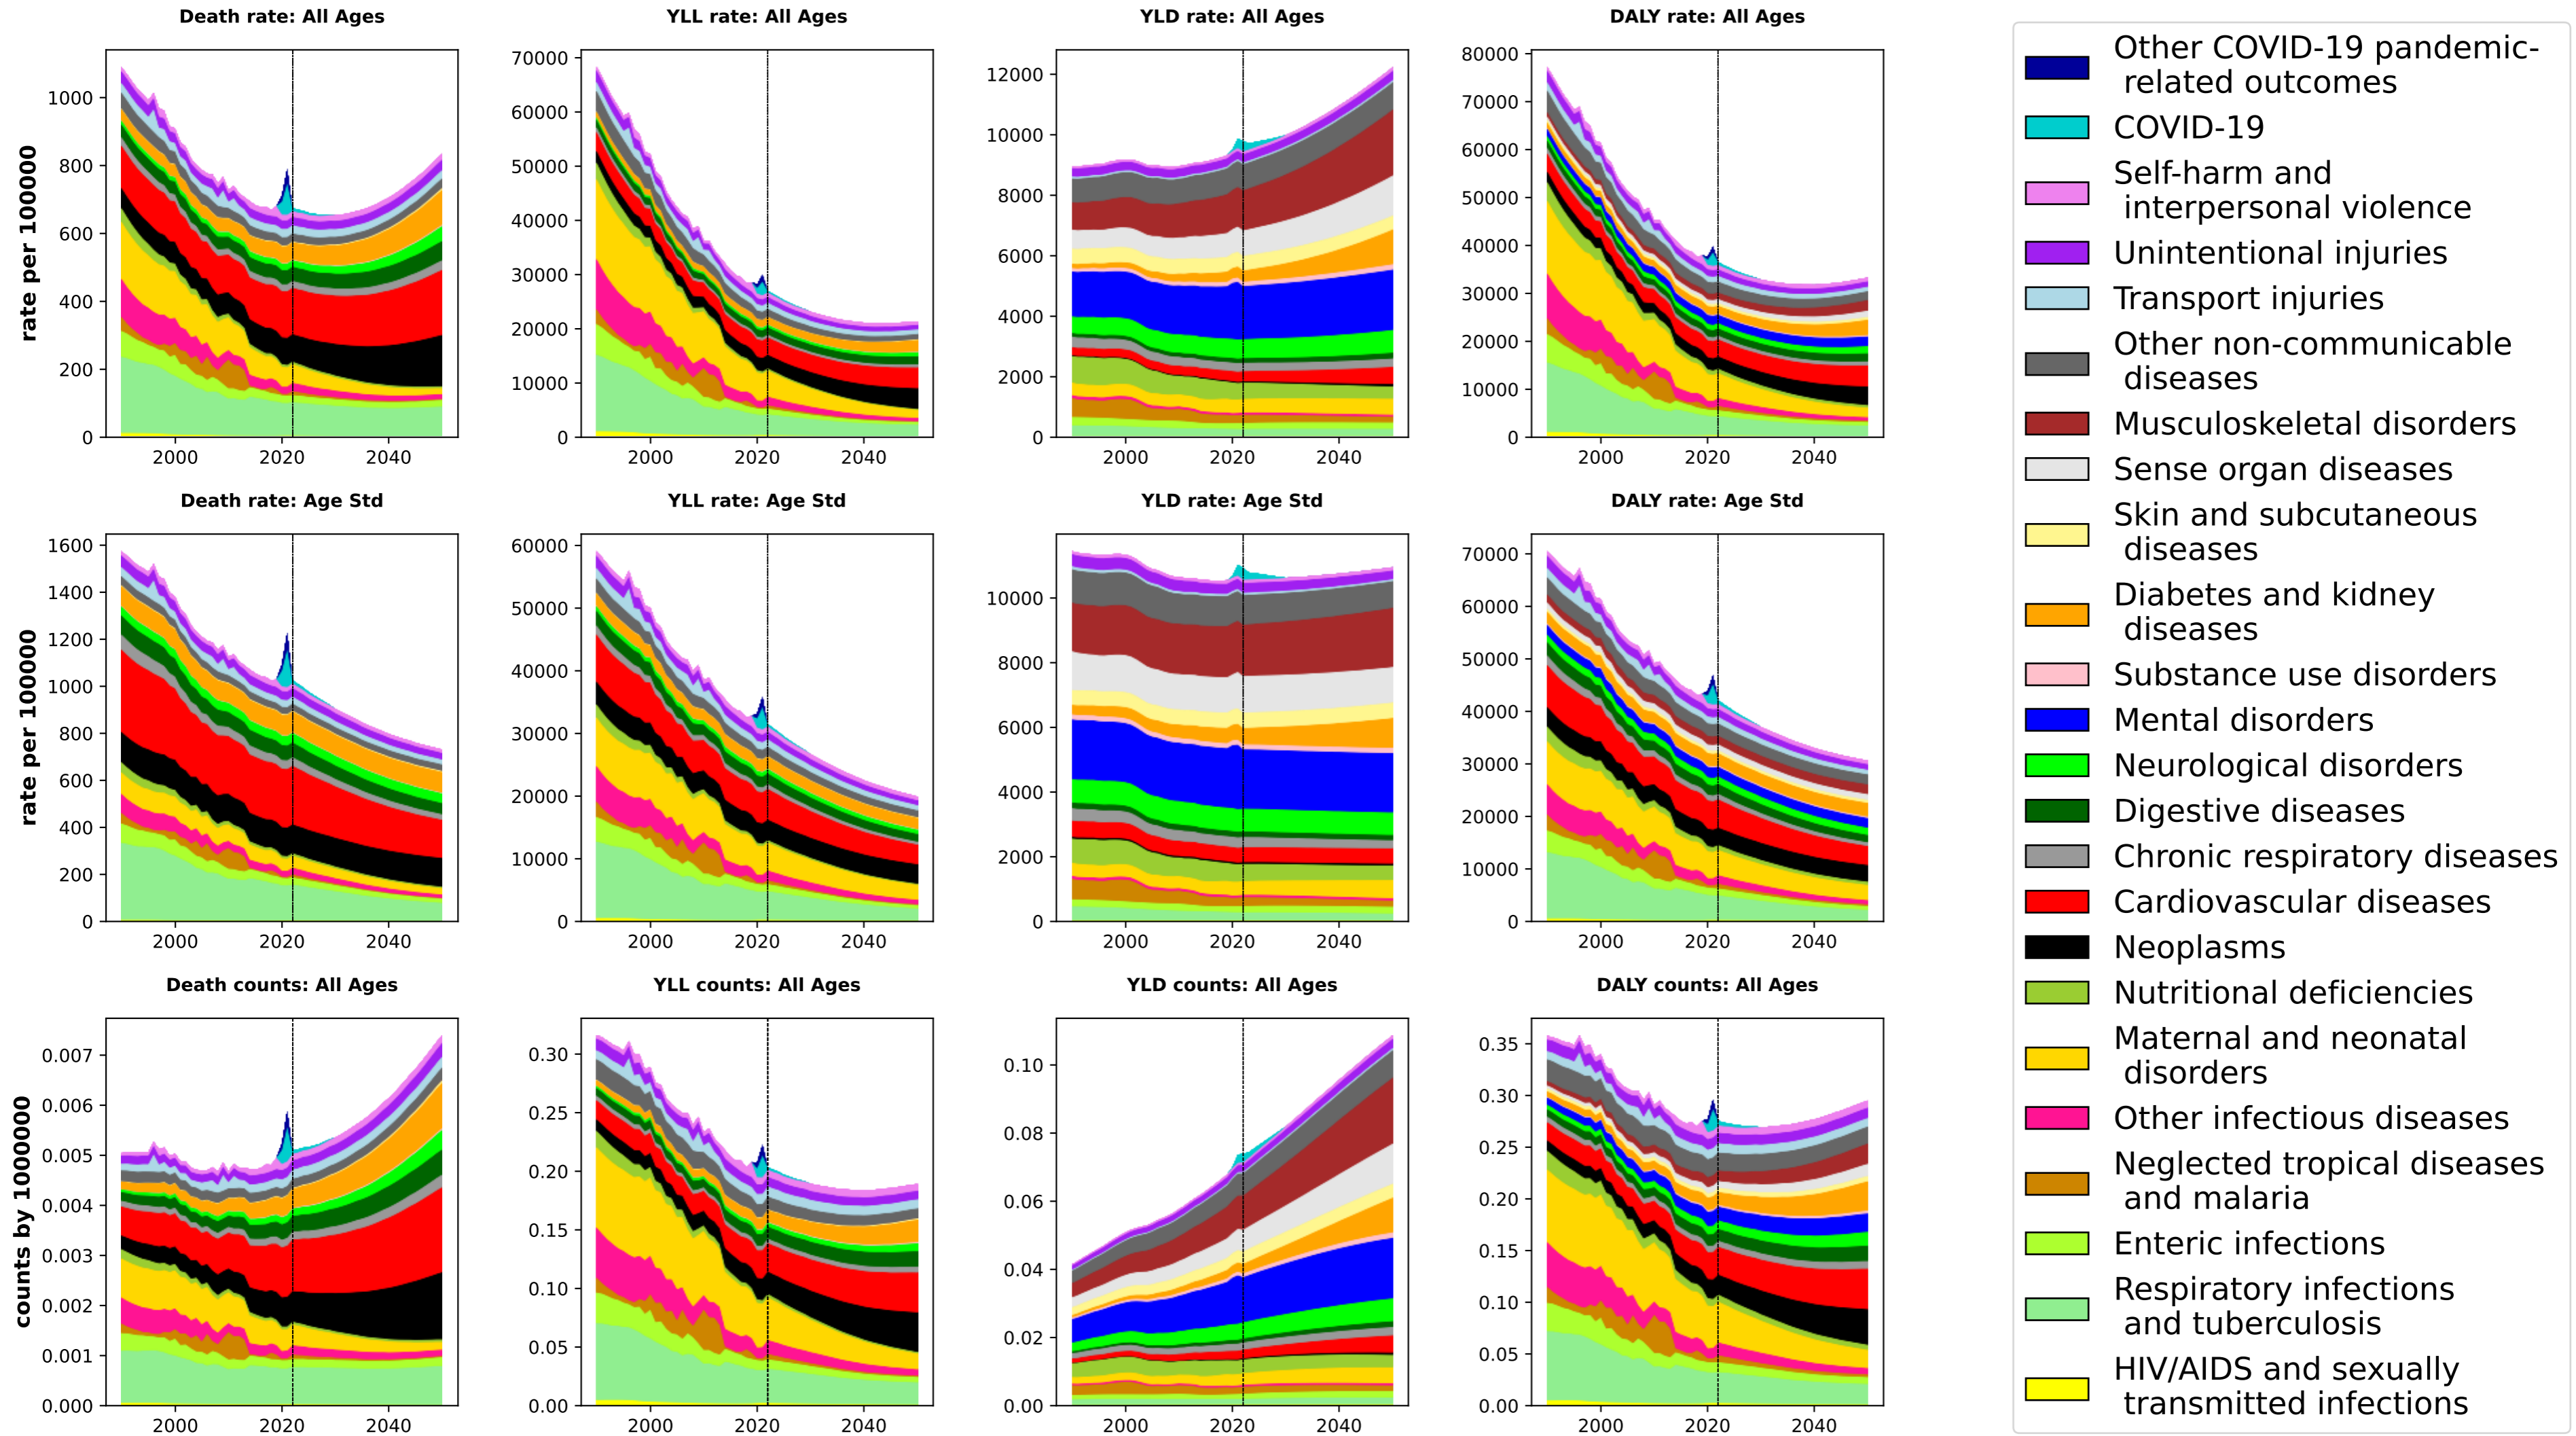 Death rate: All Ages
YLL rate: All Ages
YLD rate: All Ages
DALY rate: All Ages
rate per 100000
1000
800
600
400
200
0
2000 2020 2040
70000
60000
50000
40000
30000
20000
10000
0
2000 2020 2040
12000
10000
8000
6000
4000
2000
0
2000 2020 2040
80000
70000
60000
50000
40000
30000
20000
10000
0
2000 2020 2040
Death rate: Age Std
YLL rate: Age Std
YLD rate: Age Std
DALY rate: Age Std
rate per 100000
1600
1400
1200
1000
800
600
400
200
0
2000 2020 2040
60000
50000
40000
30000
20000
10000
0
2000 2020 2040
10000
8000
6000
4000
2000
0
2000 2020 2040
70000
60000
50000
40000
30000
20000
10000
0
2000 2020 2040
Death counts: All Ages
YLL counts: All Ages
YLD counts: All Ages
DALY counts: All Ages
counts by 1000000
0.007
0.006
0.005
0.004
0.003
0.002
0.001
0.000
2000 2020 2040
0.30
0.25
0.20
0.15
0.10
0.05
0.00
2000 2020 2040
0.10
0.08
0.06
0.04
0.02
0.00
2000 2020 2040
0.35
0.30
0.25
0.20
0.15
0.10
0.05
0.00
2000 2020 2040
Other COVID-19 pandemic-
related outcomes
COVID-19
Self-harm and
interpersonal violence
Unintentional injuries
Transport injuries
Other non-communicable
diseases
Musculoskeletal disorders
Sense organ diseases
Skin and subcutaneous
diseases
Diabetes and kidney
diseases
Substance use disorders
Mental disorders
Neurological disorders
Digestive diseases
Chronic respiratory diseases
Cardiovascular diseases
Neoplasms
Nutritional deficiencies
Maternal and neonatal
disorders
Other infectious diseases
Neglected tropical diseases
and malaria
Enteric infections
Respiratory infections
and tuberculosis
HIV/AIDS and sexually
transmitted infections